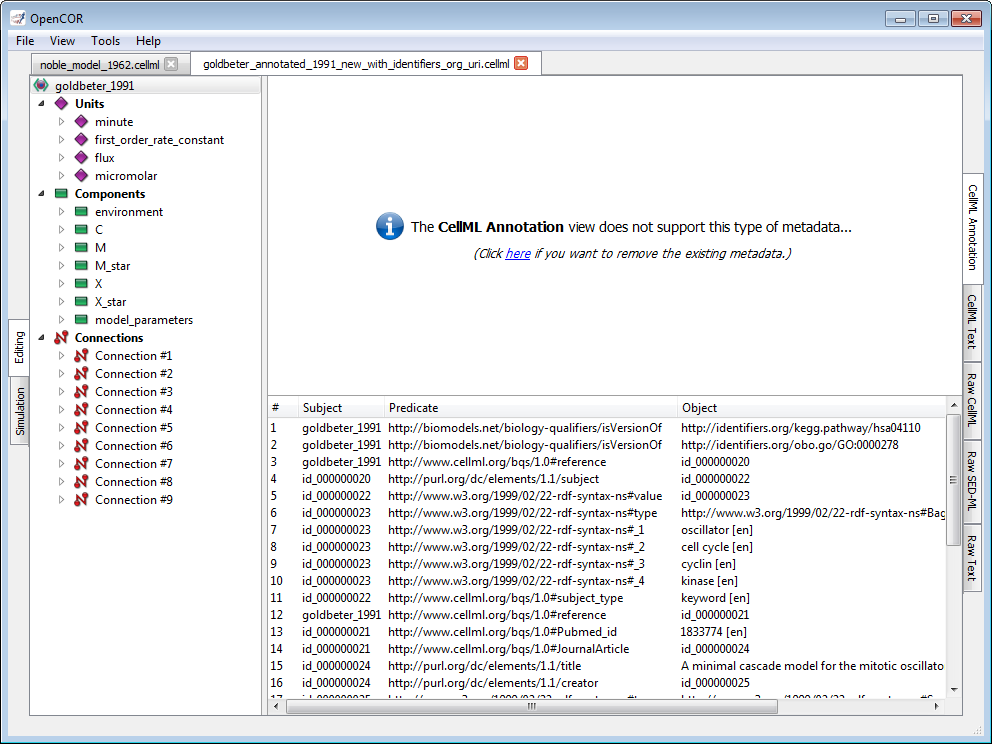 OpenCOR
File View Tools Help
noble_model_1962.cellml goldbeter_annotated_1991_new_with_identifiers_org_uri.cellml
goldbeter_1991
Units
minute
first_order_rate_constant
flux
micromolar
Components
environment
C
M
M_star
X
X_star
model_parameters
Connections
Connection #1
Connection #2
Connection #3
Connection #4
Connection #5
Connection #6
Connection #7
Connection #8
Connection #9
Editing
Simulation
The CellML Annotation view does not support this type of metadata...
(Click here if you want to remove the existing metadata.)
# Subject Predicate Object
1 goldbeter_1991 http://biomodels.net/biology-qualifiers/isVersionOf http://identifiers.org/kegg.pathway/hsa04110
2 goldbeter_1991 http://biomodels.net/biology-qualifiers/isVersionOf http://identifiers.org/obo.go/GO:0000278
3 goldbeter_1991 http://www.cellml.org/bqs/1.0#reference id_000000020
4 id_000000020 http://purl.org/dc/elements/1.1/subject id_000000022
5 id_000000022 http://www.w3.org/1999/02/22-rdf-syntax-ns#value id_000000023
6 id_000000023 http://www.w3.org/1999/02/22-rdf-syntax-ns#type http://www.w3.org/1999/02/22-rdf-syntax-ns#Bag
7 id_000000023 http://www.w3.org/1999/02/22-rdf-syntax-ns#_1 oscillator [en]
8 id_000000023 http://www.w3.org/1999/02/22-rdf-syntax-ns#_2 cell cycle [en]
9 id_000000023 http://www.w3.org/1999/02/22-rdf-syntax-ns#_3 cyclin [en]
10 id_000000023 http://www.w3.org/1999/02/22-rdf-syntax-ns#_4 kinase [en]
11 id_000000022 http://www.cellml.org/bqs/1.0#subject_type keyword [en]
12 goldbeter_1991 http://www.cellml.org/bqs/1.0#reference id_000000021
13 id_000000021 http://www.cellml.org/bqs/1.0#Pubmed_id 1833774 [en]
14 id_000000021 http://www.cellml.org/bqs/1.0#JournalArticle id_000000024
15 id_000000024 http://purl.org/dc/elements/1.1/title A minimal cascade model for the mitotic oscillato
16 id_000000024 http://purl.org/dc/elements/1.1/creator id_000000025
CellML Annotation
CellML Text
Raw CellML
Raw SED-ML
Raw Text